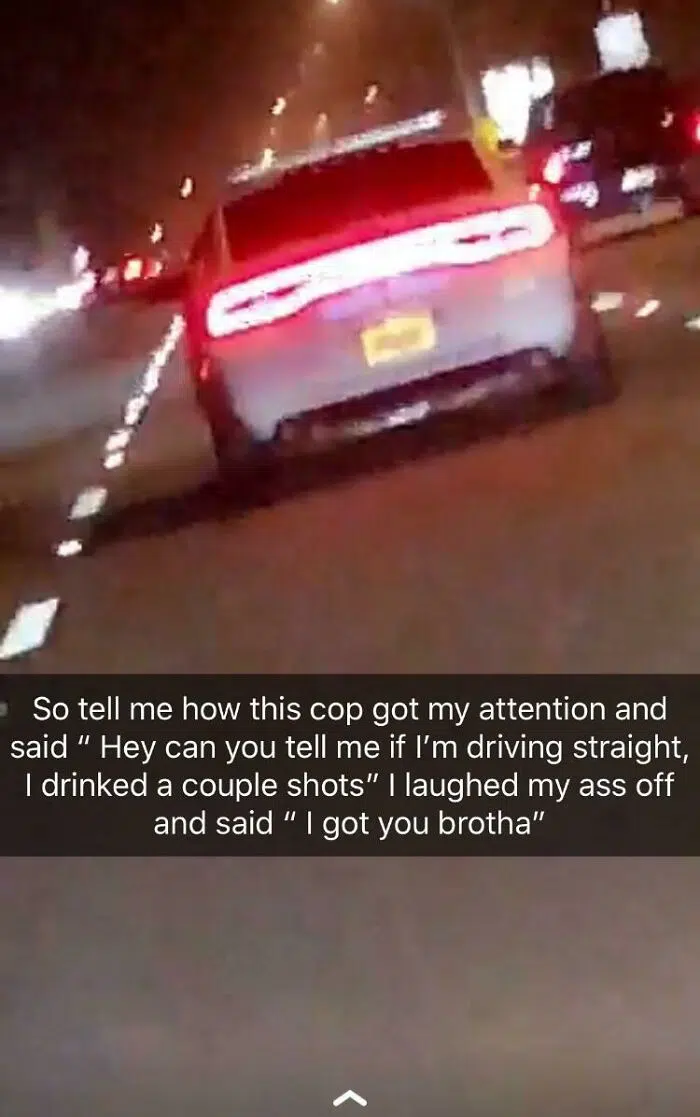 So tell me how this cop got my attention and
said “ Hey can you tell me if I’m driving straight,
I drinked a couple shots” I laughed my ass off
and said “ I got you brotha”